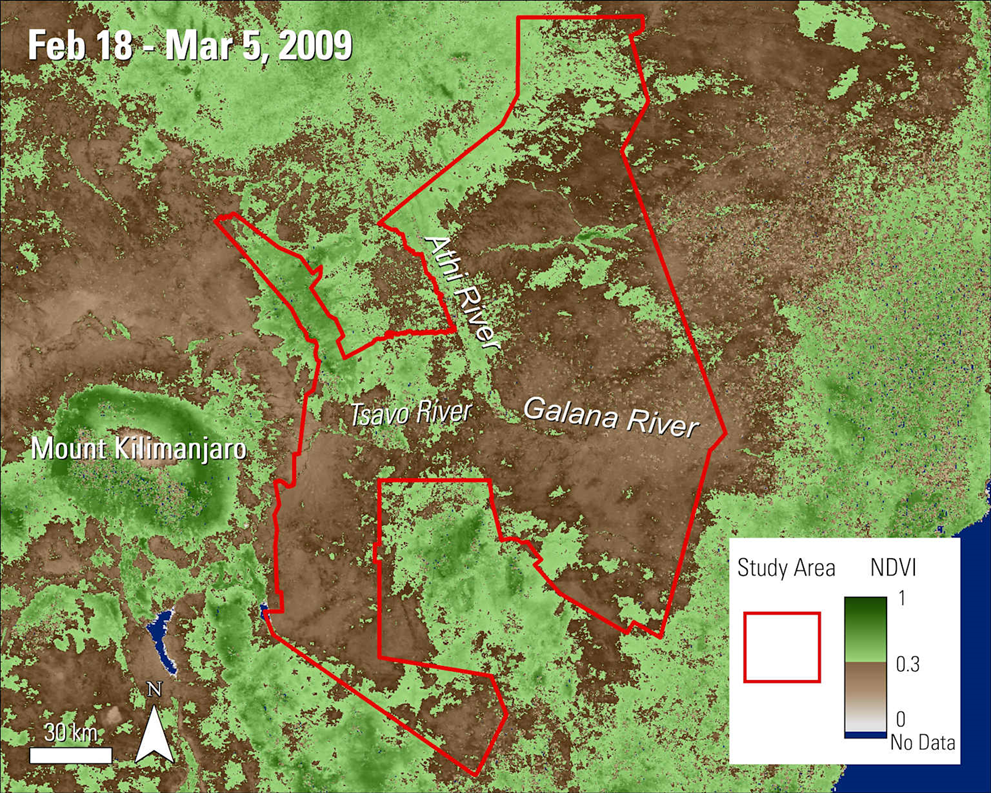 Feb 18 - Mar 5, 2009
Athi River
Tsavo River
Galana River
Mount Kilimanjaro
Study Area
NDVI
1
0.3
0
No Data
N
30 km